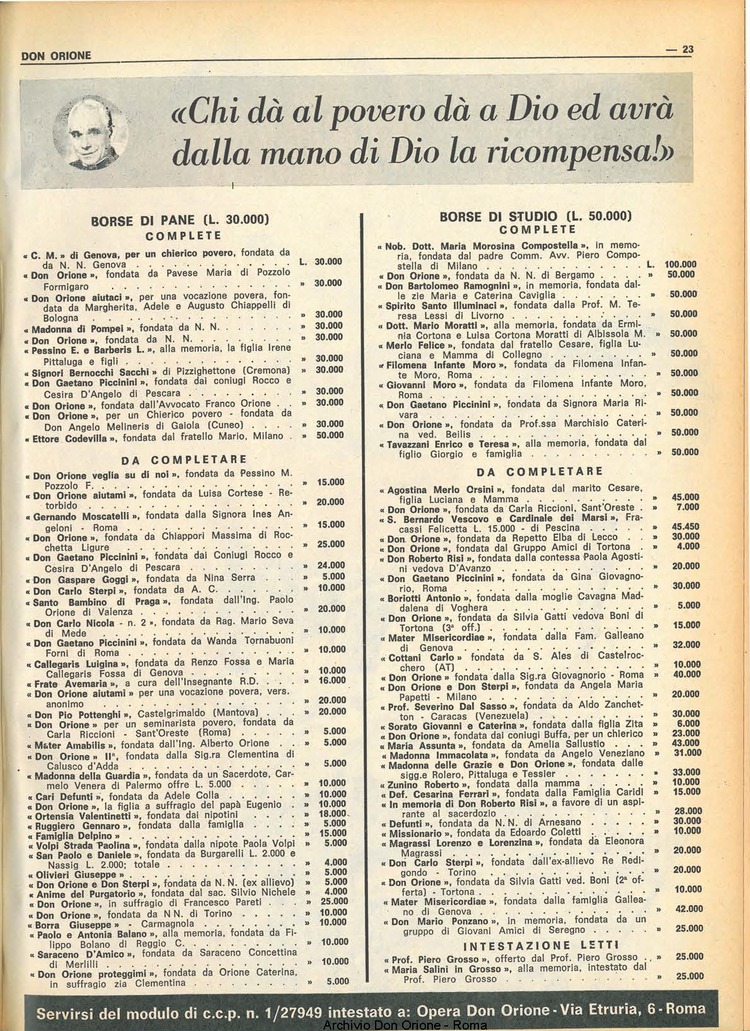 DON ORIONE
— 23
«Chi dà al povero dà a Dio ed avrà
dalla mano di Dio la ricompensa!»
BORSE DI PANE (L. 30.000)
COMPLETE
« C. M. » di Genova, per un chierico povero, fondata da
da N. N. Genova . . . L. 30.000
« Don Orione », fondata da Pavese Maria di Pozzolo
Formigaro . . . » 30.000
« Don Orione aiutaci », per una vocazione povera, fon-
data da Margherita, Adele e Augusto Chiappelli di
Bologna . . . » 30.000
« Madonna di Pompei », fondata da N. N. . . . » 30.000
« Don Orione », fondata da N. N. . . . » 30.000
« Pessino E. e Barberis L. », alla memoria, la figlia Irene
Pittaluga e figli . . . » 30.000
« Signori Bernocchi Sacchi » di Pizzighettone (Cremona) » 30.000
« Don Gaetano Piccinini », fondata dai coniugi Rocco e
Cesira D'Angelo di Pescara . . . » 30.000
« Don Orione », fondata dall'Avvocato Franco Orione . . » 30.000
« Don Orione », per un Chierico povero - fondata da
Don Angelo Melineris di Gaiola (Cuneo) . . . » 30.000
« Ettore Codevilla », fondata dal fratello Mario, Milano . » 50.000
DA COMPLETARE
« Don Orione veglia su di noi », fondata da Pessino M.
Pozzolo F. . . . » 15.000
« Don Orione aiutami », fondata da Luisa Cortese - Re-
torbido . . . » 20.000
« Gernando Moscatelli », fondata dalla Signora Ines An-
geloni - Roma . . . » 15.000
« Don Orione », fondata da Chiappori Massima di Roc-
chetta Ligure . . . » 25.000
« Don Gaetano Piccinini », fondata dai Coniugi Rocco e
Cesira D'Angelo di Pescara . . . » 24.000
« Don Gaspare Goggi », fondata da Nina Serra . . . » 5.000
« Don Carlo Sterpi », fondata da A. C. . . . » 10.000
« Santo Bambino di Praga », fondata dall'Ing. Paolo
Orione di Valenza . . . » 20.000
« Don Carlo Nicola - n. 2 », fondata da Rag. Mario Seva
di Mede . . . » 10.000
« Don Gaetano Piccinini », fondata da Wanda Tornabuoni
Forni di Roma . . . » 10.000
« Callegaris Luigina », fondata da Renzo Fossa e Maria
Callegaris Fossa di Genova . . . » 10.000
« Frate Avemaria », a cura dell'Insegnante R.D. . . . » 16.000
« Don Orione aiutami » per una vocazione povera, vers.
anonimo . . . » 20.000
« Don Pio Pottenghi », Castelgrimaldo (Mantova) . . . » 20.000
« Don Orione » per un seminarista povero, fondata da
Carla Riccioni - Sant'Oreste (Roma) . . . » 5.000
« Mater Amabilis », fondata dall'Ing. Alberto Orione . . » 5.000
« Don Orione » IIª, fondata dalla Sig.ra Clementina di
Calusco d'Adda . . . » 5.000
« Madonna della Guardia », fondata da un Sacerdote, Car-
melo Venera di Palermo offre L. 5.000 . . . » 10.000
« Cari Defunti », fondata da Adele Colla . . . » 10.000
« Don Orione », la figlia a suffragio del papà Eugenio . » 10.000
« Ortensia Valentinetti », fondata dai nipotini . . . » 18.000
« Ruggiero Gennaro », fondata dalla famiglia . . . » 5.000
« Famiglia Delpino » . . . » 15.000
« Volpi Strada Paolina », fondata dalla nipote Paola Volpi » 5.000
« San Paolo e Daniele », fondata da Burgarelli L. 2.000 e
Nassig L. 2.000; totale . . . » 4.000
« Olivieri Giuseppe » . . . » 5.000
« Don Orione e Don Sterpi », fondata da N. N. (ex allievo) » 5.000
« Anime del Purgatorio », fondata dal sac. Silvio Nichele » 4.000
« Don Orione », in suffragio di Francesco Pareti . . . » 25.000
« Don Orione », fondata da N N. di Torino . . . » 10.000
« Borra Giuseppe » - Carmagnola . . . » 10.000
« Paolo e Antonia Balano », alla memoria, fondata da Fi-
lippo Bolano di Reggio C. . . . » 10.000
« Saraceno D'Amico », fondata da Saraceno Concettina
di Merlilli . . . » 10.000
« Don Orione proteggimi », fondata da Orione Caterina,
in suffragio zia Clementina . . . » 5.000
BORSE DI STUDIO (L. 50.000)
COMPLETE
« Nob. Dott. Maria Morosina Compostella », in memo-
ria, fondata dal padre Comm. Avv. Piero Compo-
stella di Milano . . . L. 100.000
« Don Orione », fondata da N. N. di Bergamo . . . » 50.000
« Don Bartolomeo Ramognini », in memoria, fondata dal-
le zie Maria e Caterina Caviglia . . . » 50.000
« Spirito Santo Illuminaci », fondata dalla Prof. M. Te-
resa Lessi di Livorno . . . » 50.000
« Dott. Mario Moratti », alla memoria, fondata da Ermi-
nia Cortona e Luisa Cortona Moratti di Albissola M. » 50.000
« Merlo Felice », fondata dal fratello Cesare, figlia Lu-
ciana e Mamma di Collegno . . . » 50.000
« Filomena Infante Moro », fondata da Filomena Infan-
te Moro, Roma . . . » 50.000
« Giovanni Moro », fondata da Filomena Infante Moro,
Roma . . . » 50.000
« Don Gaetano Piccinini », fondata da Signora Maria Ri-
vara . . . » 50.000
« Don Orione », fondata da Prof.ssa Marchisio Cateri-
na ved. Beilis . . . » 50.000
« Tavazzani Enrico e Teresa », alla memoria, fondata dal
figlio Giorgio e famiglia . . . » 50.000
DA COMPLETARE
« Agostina Merlo Orsini », fondata dal marito Cesare,
figlia Luciana e Mamma . . . » 45.000
« Don Orione », fondata da Carla Riccioni, Sant'Oreste . » 7.000
« S. Bernardo Vescovo e Cardinale dei Marsi », Fra-
cassi Felicetta L. 15.000 - di Pescina . . . » 45.450
« Don Orione », fondata da Repetto Elba di Lecco . . » 30.000
« Don Orione », fondata dal Gruppo Amici di Tortona . » 4.000
« Don Roberto Risi », fondata dalla contessa Paola Agosti-
ni vedova D'Avanzo . . . » 20.000
« Don Gaetano Piccinini », fondata da Gina Giovagno-
rio, Roma . . . » 30.000
« Boriotti Antonio », fondata dalla moglie Cavagna Mad-
dalena di Voghera . . . » 5.000
« Don Orione », fondata da Silvia Gatti vedova Boni di
Tortona (3ª off.) . . . » 15.000
« Mater Misericordiae », fondata dalla Fam. Galleano
di Genova . . . » 32.000
« Cottani Carlo » fondata da S. Ales di Castelroc-
chero (AT) . . . » 10.000
« Don Orione » fondata dalla Sig.ra Giovagnorio - Roma » 40.000
« Don Orione e Don Sterpi », fondata da Angela Maria
Papetti - Milano . . . » 20.000
« Prof. Severino Dal Sasso », fondata da Aldo Zanchet-
ton - Caracas (Venezuela) . . . » 30.000
« Sorato Giovanni e Caterina », fondata dalla figlia Zita » 6.000
« Don Orione », fondata dai coniugi Buffa, per un chierico » 23.000
« Maria Assunta », fondata da Amelia Sallustio . . . » 43.000
« Madonna Immacolata », fondata da Angelo Veneziano » 31.000
« Madonna delle Grazie e Don Orione », fondata dalle
sigg.e Rolero, Pittaluga e Tessier . . . » 33.000
« Zunino Roberto », fondata dalla mamma . . . » 10.000
« Def. Cesarina Ferrari », fondata dalla Famiglia Caridi » 15.000
« In memoria di Don Roberto Risi », a favore di un aspi-
rante al sacerdozio . . . » 28.000
« Defunti », fondata da N. N. di Arnesano . . . » 30.000
« Missionario », fondata da Edoardo Coletti . . . » 10.000
« Magrassi Lorenzo e Lorenzina », fondata da Eleonora
Magrassi . . . » 20.000
« Don Carlo Sterpi », fondata dall'ex-allievo Re Redi-
gondo - Torino . . . » 20.000
« Don Orione », fondata da Silvia Gatti ved. Boni (2ª of-
ferta) - Tortona . . . » 10.000
« Mater Misericordiae », fondata dalla famiglia Gallea-
no di Genova . . . » 42.000
« Don Mario Ponzano », in memoria, fondata da un
gruppo di Giovani Amici di Seregno . . . » 25.000
INTESTAZIONE LETTI
« Prof. Piero Grosso », offerto dal Prof. Piero Grosso . . » 25.000
« Maria Salini in Grosso », alla memoria, intestato dal
Prof. Piero Grosso . . . » 25.000
Servirsi del modulo di c.c.p. n. 1/27949 intestato a: Opera Don Orione - Via Etruria, 6 - Roma
Archivio Don Orione - Roma